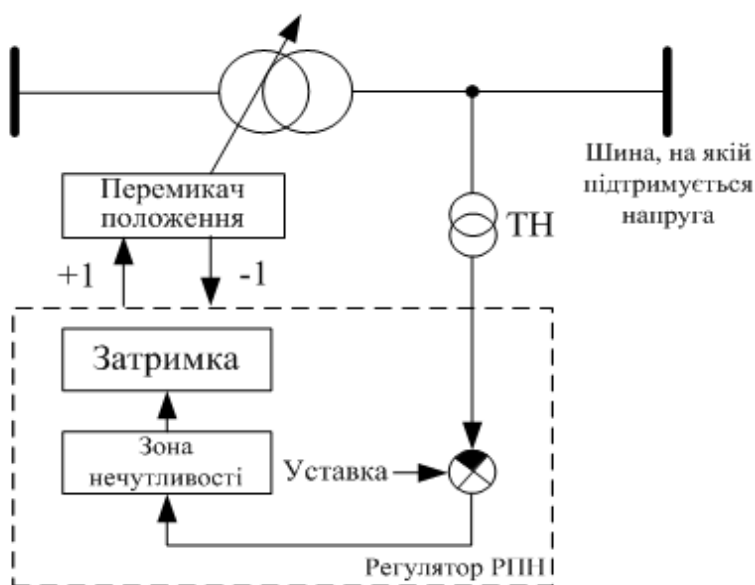 Шина, на якій
підтримується
напруга
Перемикач
положення
ТН
+1
-1
Затримка
Зона
нечутливості
Уставка
Регулятор РПН